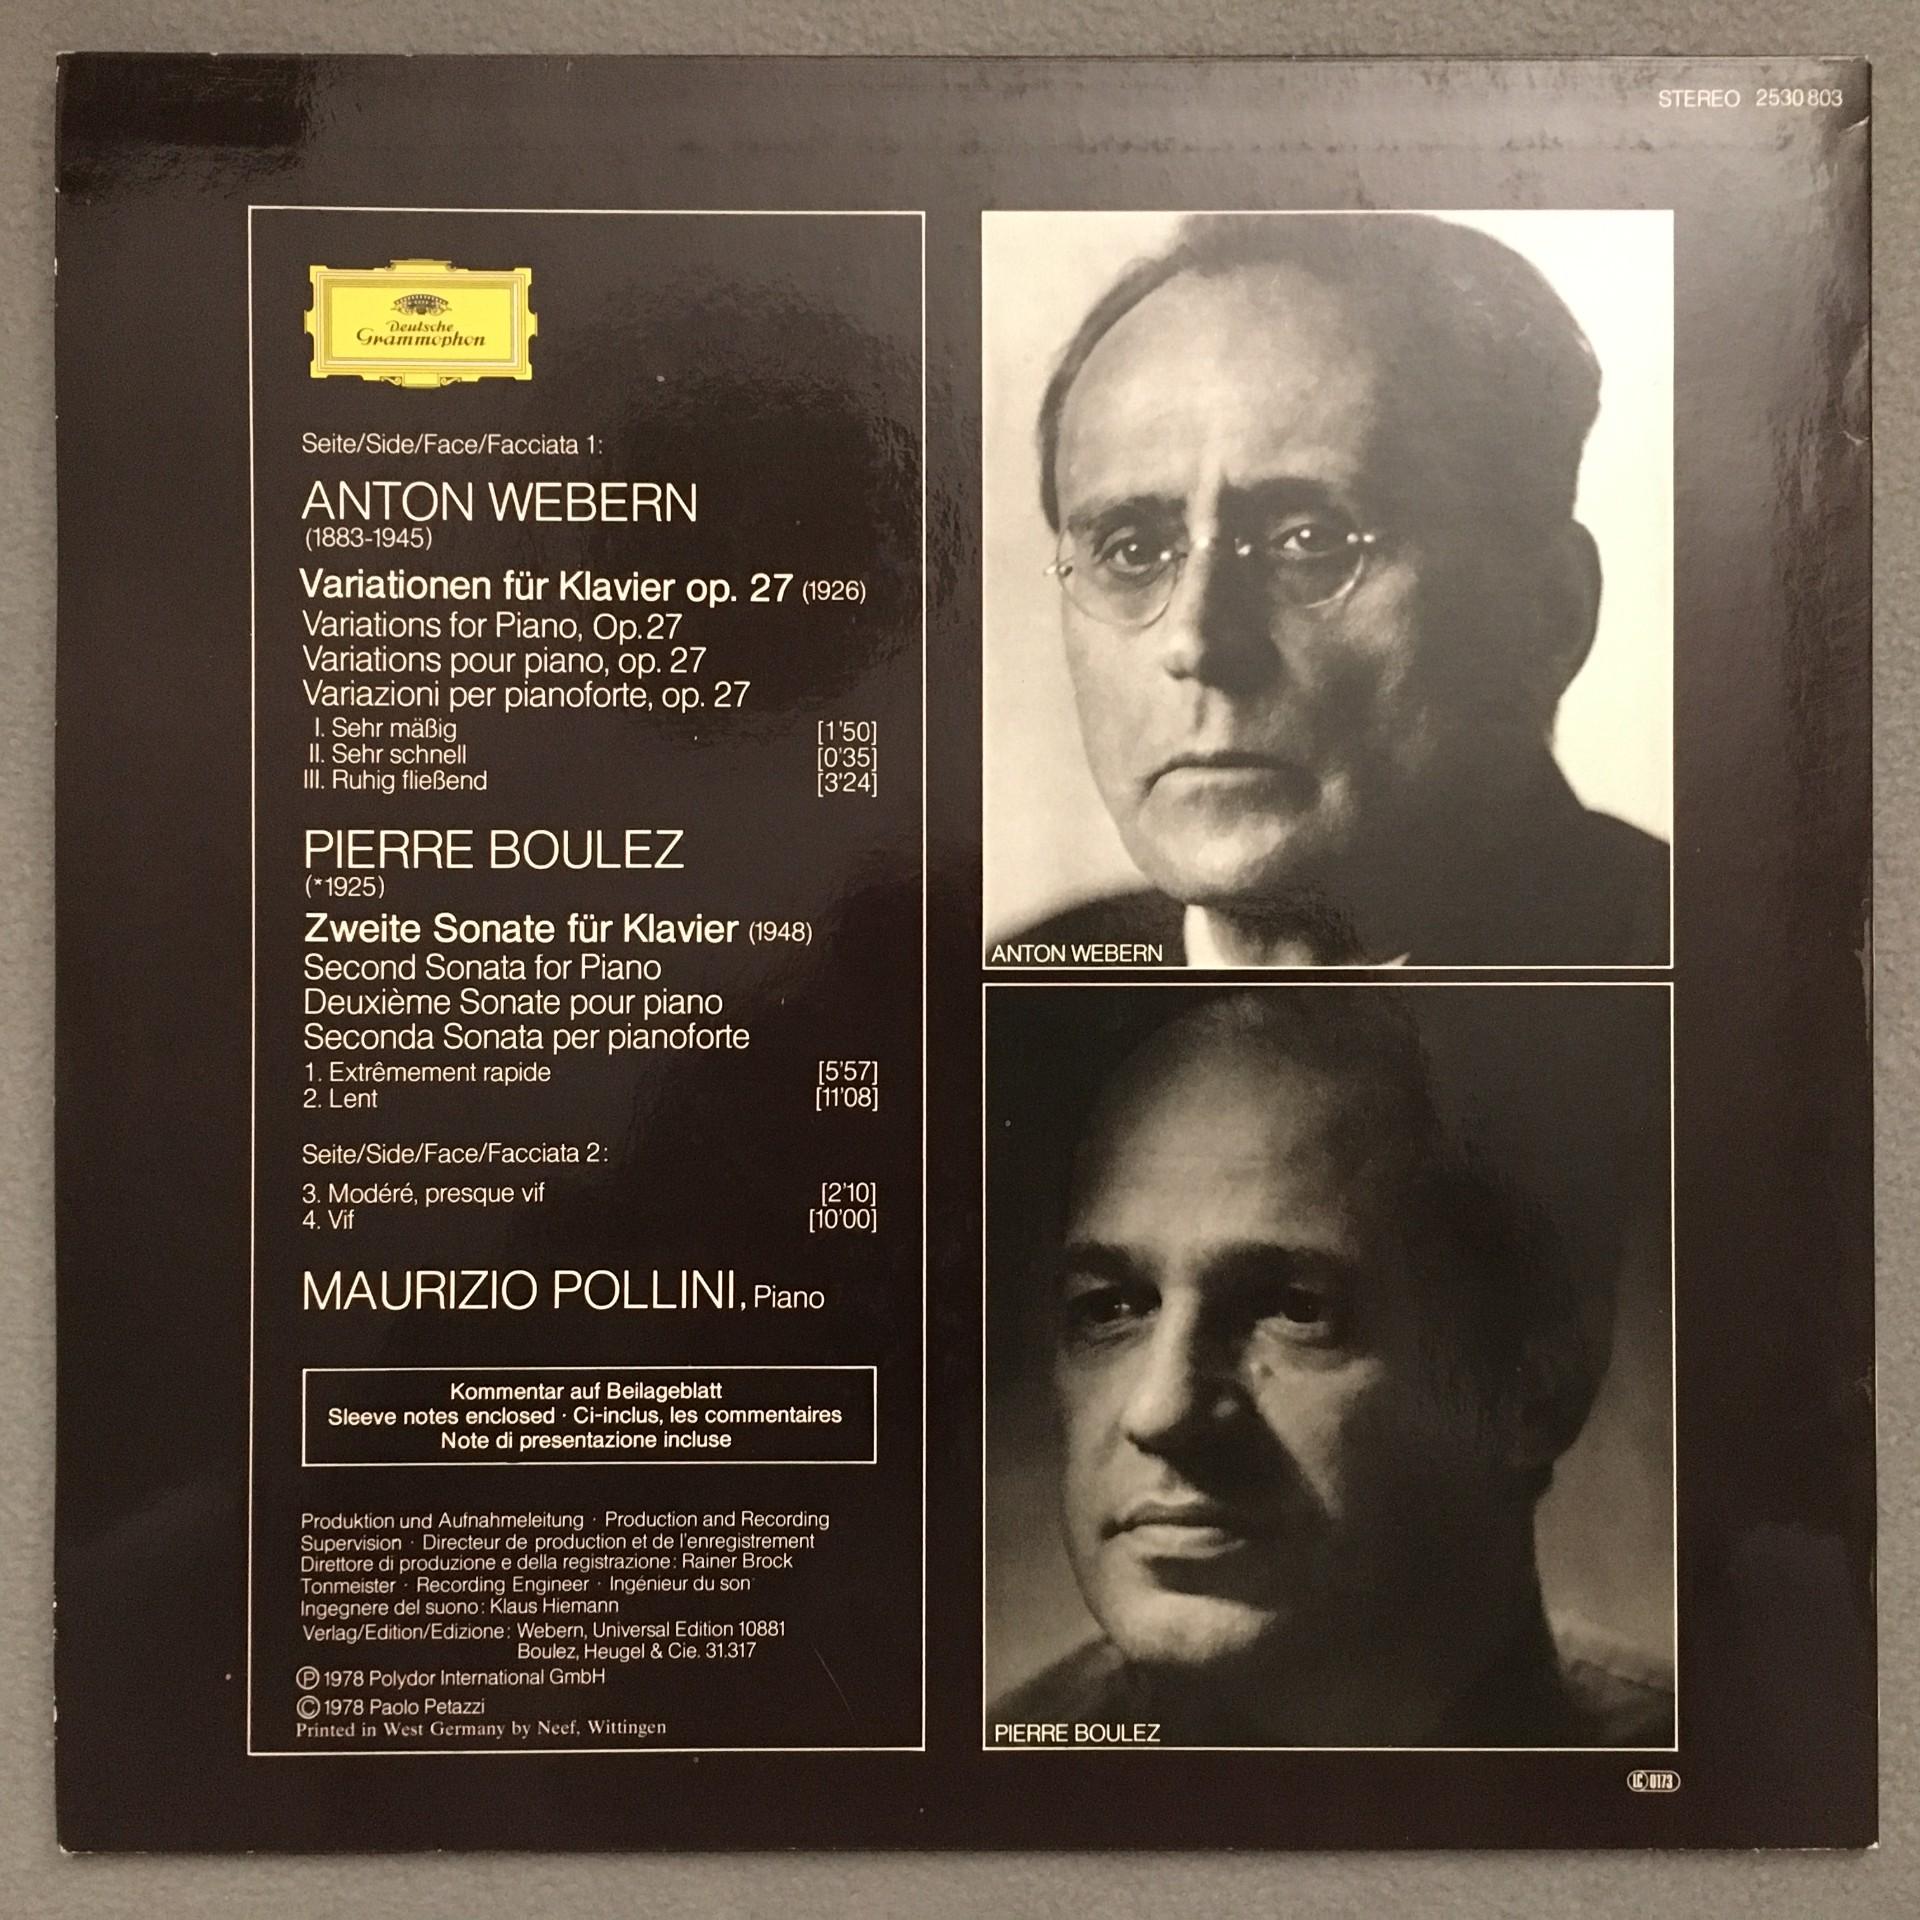 STEREO 2530 803
Deutsche
Grammophon
Seite/Side/Face/Facciata 1:
ANTON WEBERN
(1883-1945)
Variationen für Klavier op. 27 (1926)
Variations for Piano, Op.27
Variations pour piano, op. 27
Variazioni per pianoforte, op. 27
I. Sehr mäßig [1'50]
II. Sehr schnell [0'35]
III. Ruhig fließend [3'24]
PIERRE BOULEZ
(*1925)
Zweite Sonate für Klavier (1948)
Second Sonata for Piano
Deuxième Sonate pour piano
Seconda Sonata per pianoforte
1. Extrêmement rapide [5'57]
2. Lent [11'08]
Seite/Side/Face/Facciata 2:
3. Modéré, presque vif [2'10]
4. Vif [10'00]
MAURIZIO POLLINI, Piano
Kommentar auf Beilageblatt
Sleeve notes enclosed · Ci-inclus, les commentaires
Note di presentazione incluse
Produktion und Aufnahmeleitung · Production and Recording
Supervision · Directeur de production et de l'enregistrement
Direttore di produzione e della registrazione: Rainer Brock
Tonmeister · Recording Engineer · Ingénieur du son
Ingegnere del suono: Klaus Hiemann
Verlag/Edition/Edizione: Webern, Universal Edition 10881
Boulez, Heugel & Cie. 31.317
Ⓟ 1978 Polydor International GmbH
© 1978 Paolo Petazzi
Printed in West Germany by Neef, Wittingen
ANTON WEBERN
PIERRE BOULEZ
LC 0173